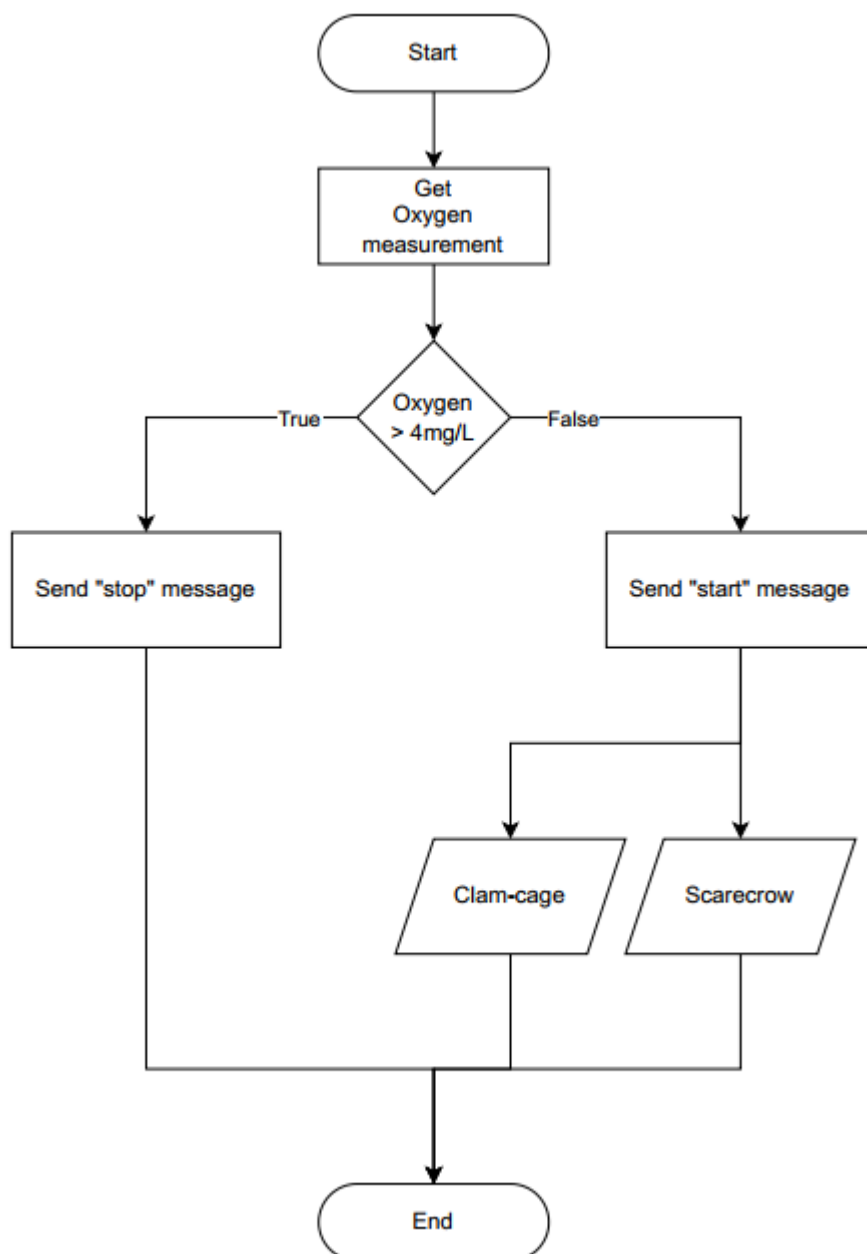 Start
Get
Oxygen
measurement
Oxygen
> 4mg/L
True
False
Send "stop" message
Send "start" message
Clam-cage
Scarecrow
End